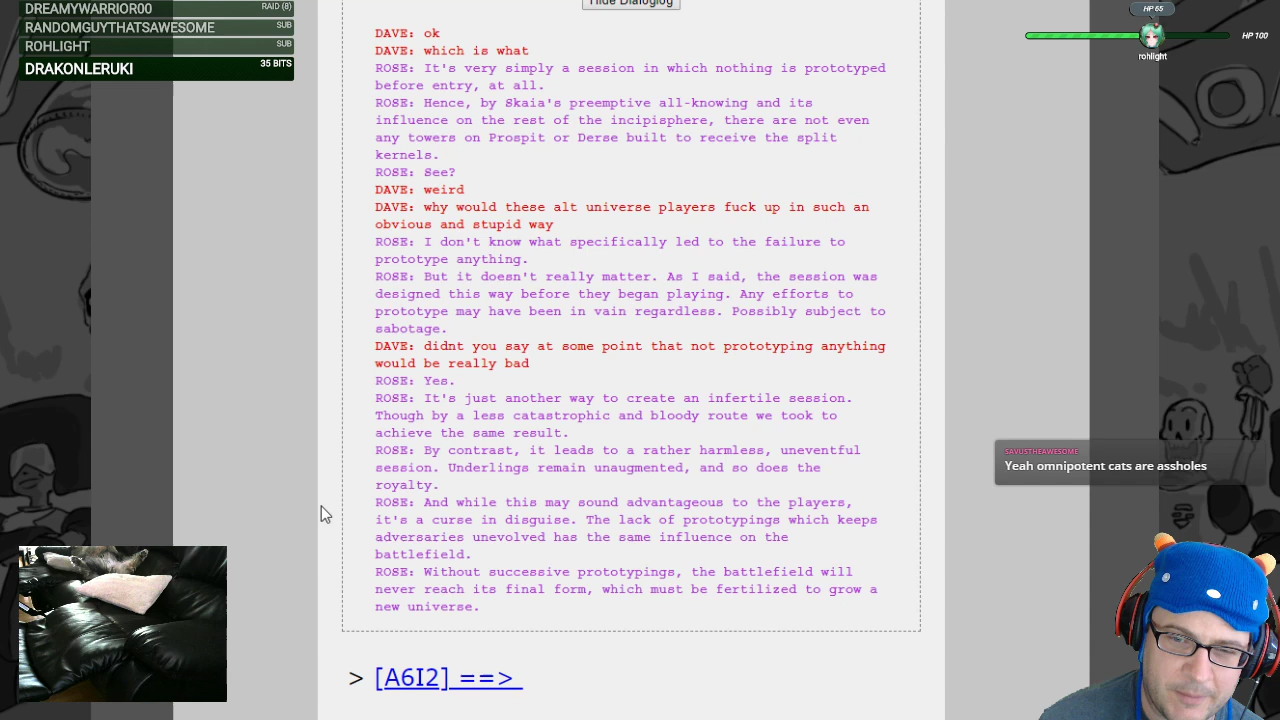 Hide Dialoglog
DREAMYWARRIOR00 RAID (8)
RANDOMGUYTHATSAWESOME SUB
ROHLIGHT SUB
DRAKONLERUKI 35 BITS
HP 65
HP 100
rohlight
DAVE: ok
DAVE: which is what
ROSE: It's very simply a session in which nothing is prototyped
before entry, at all.
ROSE: Hence, by Skaia's preemptive all-knowing and its
influence on the rest of the incipisphere, there are not even
any towers on Prospit or Derse built to receive the split
kernels.
ROSE: See?
DAVE: weird
DAVE: why would these alt universe players fuck up in such an
obvious and stupid way
ROSE: I don't know what specifically led to the failure to
prototype anything.
ROSE: But it doesn't really matter. As I said, the session was
designed this way before they began playing. Any efforts to
prototype may have been in vain regardless. Possibly subject to
sabotage.
DAVE: didnt you say at some point that not prototyping anything
would be really bad
ROSE: Yes.
ROSE: It's just another way to create an infertile session.
Though by a less catastrophic and bloody route we took to
achieve the same result.
ROSE: By contrast, it leads to a rather harmless, uneventful
session. Underlings remain unaugmented, and so does the
royalty.
ROSE: And while this may sound advantageous to the players,
it's a curse in disguise. The lack of prototypings which keeps
adversaries unevolved has the same influence on the
battlefield.
ROSE: Without successive prototypings, the battlefield will
never reach its final form, which must be fertilized to grow a
new universe.
SAVUSTHEAWESOME
Yeah omnipotent cats are assholes
> [A6I2] ==>